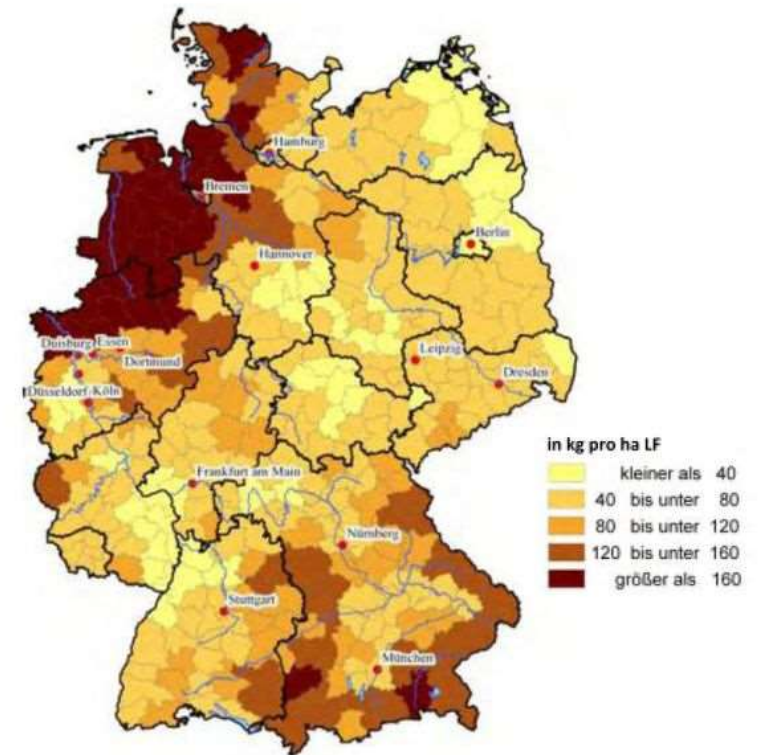 Hamburg
Bremen
Berlin
Hannover
Duisburg Essen
Dortmund
Leipzig
Düsseldorf Köln
Dresden
Frankfurt am Main
Nürnberg
Stuttgart
München
in kg pro ha LF
kleiner als 40
40 bis unter 80
80 bis unter 120
120 bis unter 160
größer als 160